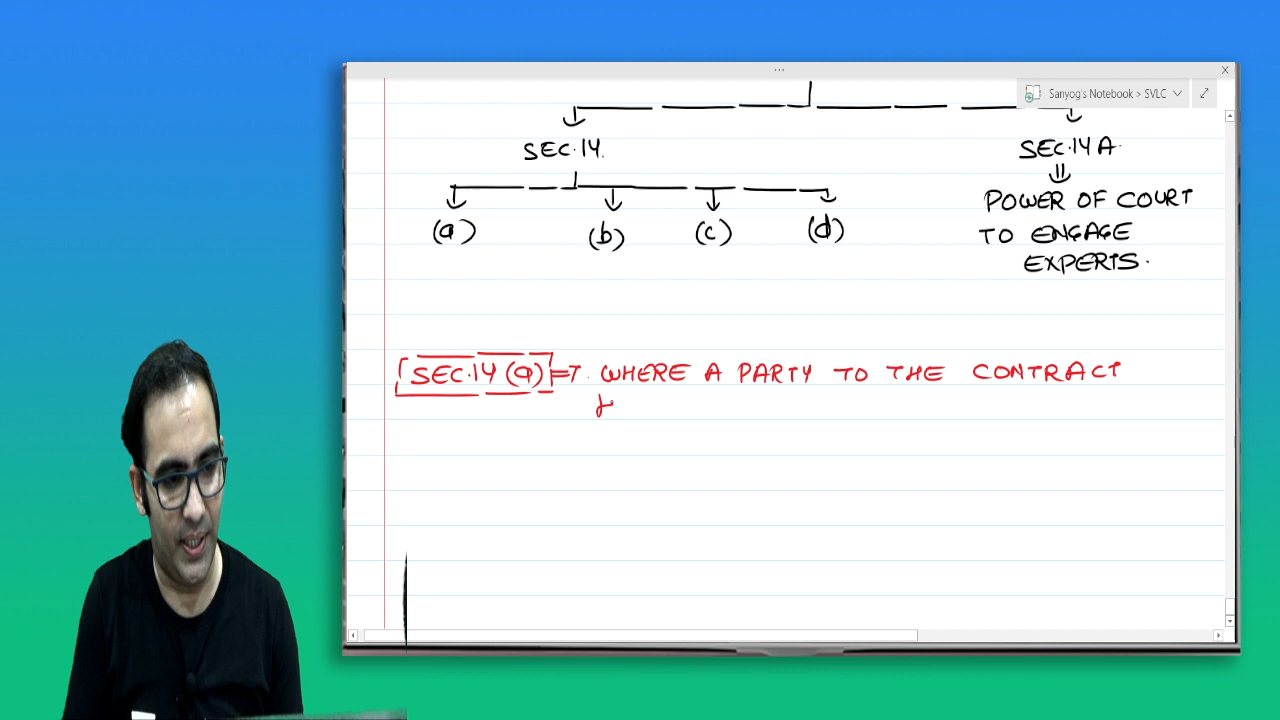 Sanyog's Notebook > SVLC
SEC.14.
SEC.14A.
(a) (b) (c) (d)
POWER OF COURT
TO ENGAGE
EXPERTS.
SEC.14(a) => WHERE A PARTY TO THE CONTRACT